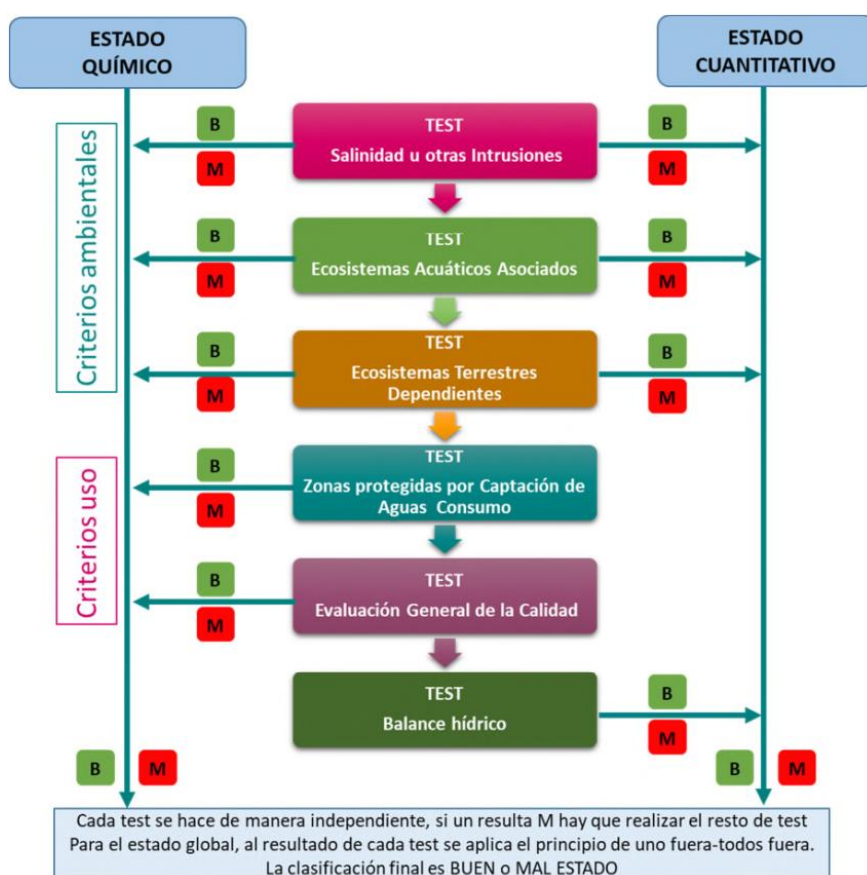 ESTADO
QUÍMICO
ESTADO
CUANTITATIVO
Criterios ambientales
Criterios uso
B
M
TEST
Salinidad u otras Intrusiones
B
M
B
M
TEST
Ecosistemas Acuáticos Asociados
B
M
B
M
TEST
Ecosistemas Terrestres
Dependientes
B
M
B
M
TEST
Zonas protegidas por Captación de
Aguas Consumo
B
M
TEST
Evaluación General de la Calidad
TEST
Balance hídrico
B
M
B M
B M
Cada test se hace de manera independiente, si un resulta M hay que realizar el resto de test
Para el estado global, al resultado de cada test se aplica el principio de uno fuera-todos fuera.
La clasificación final es BUEN o MAL ESTADO